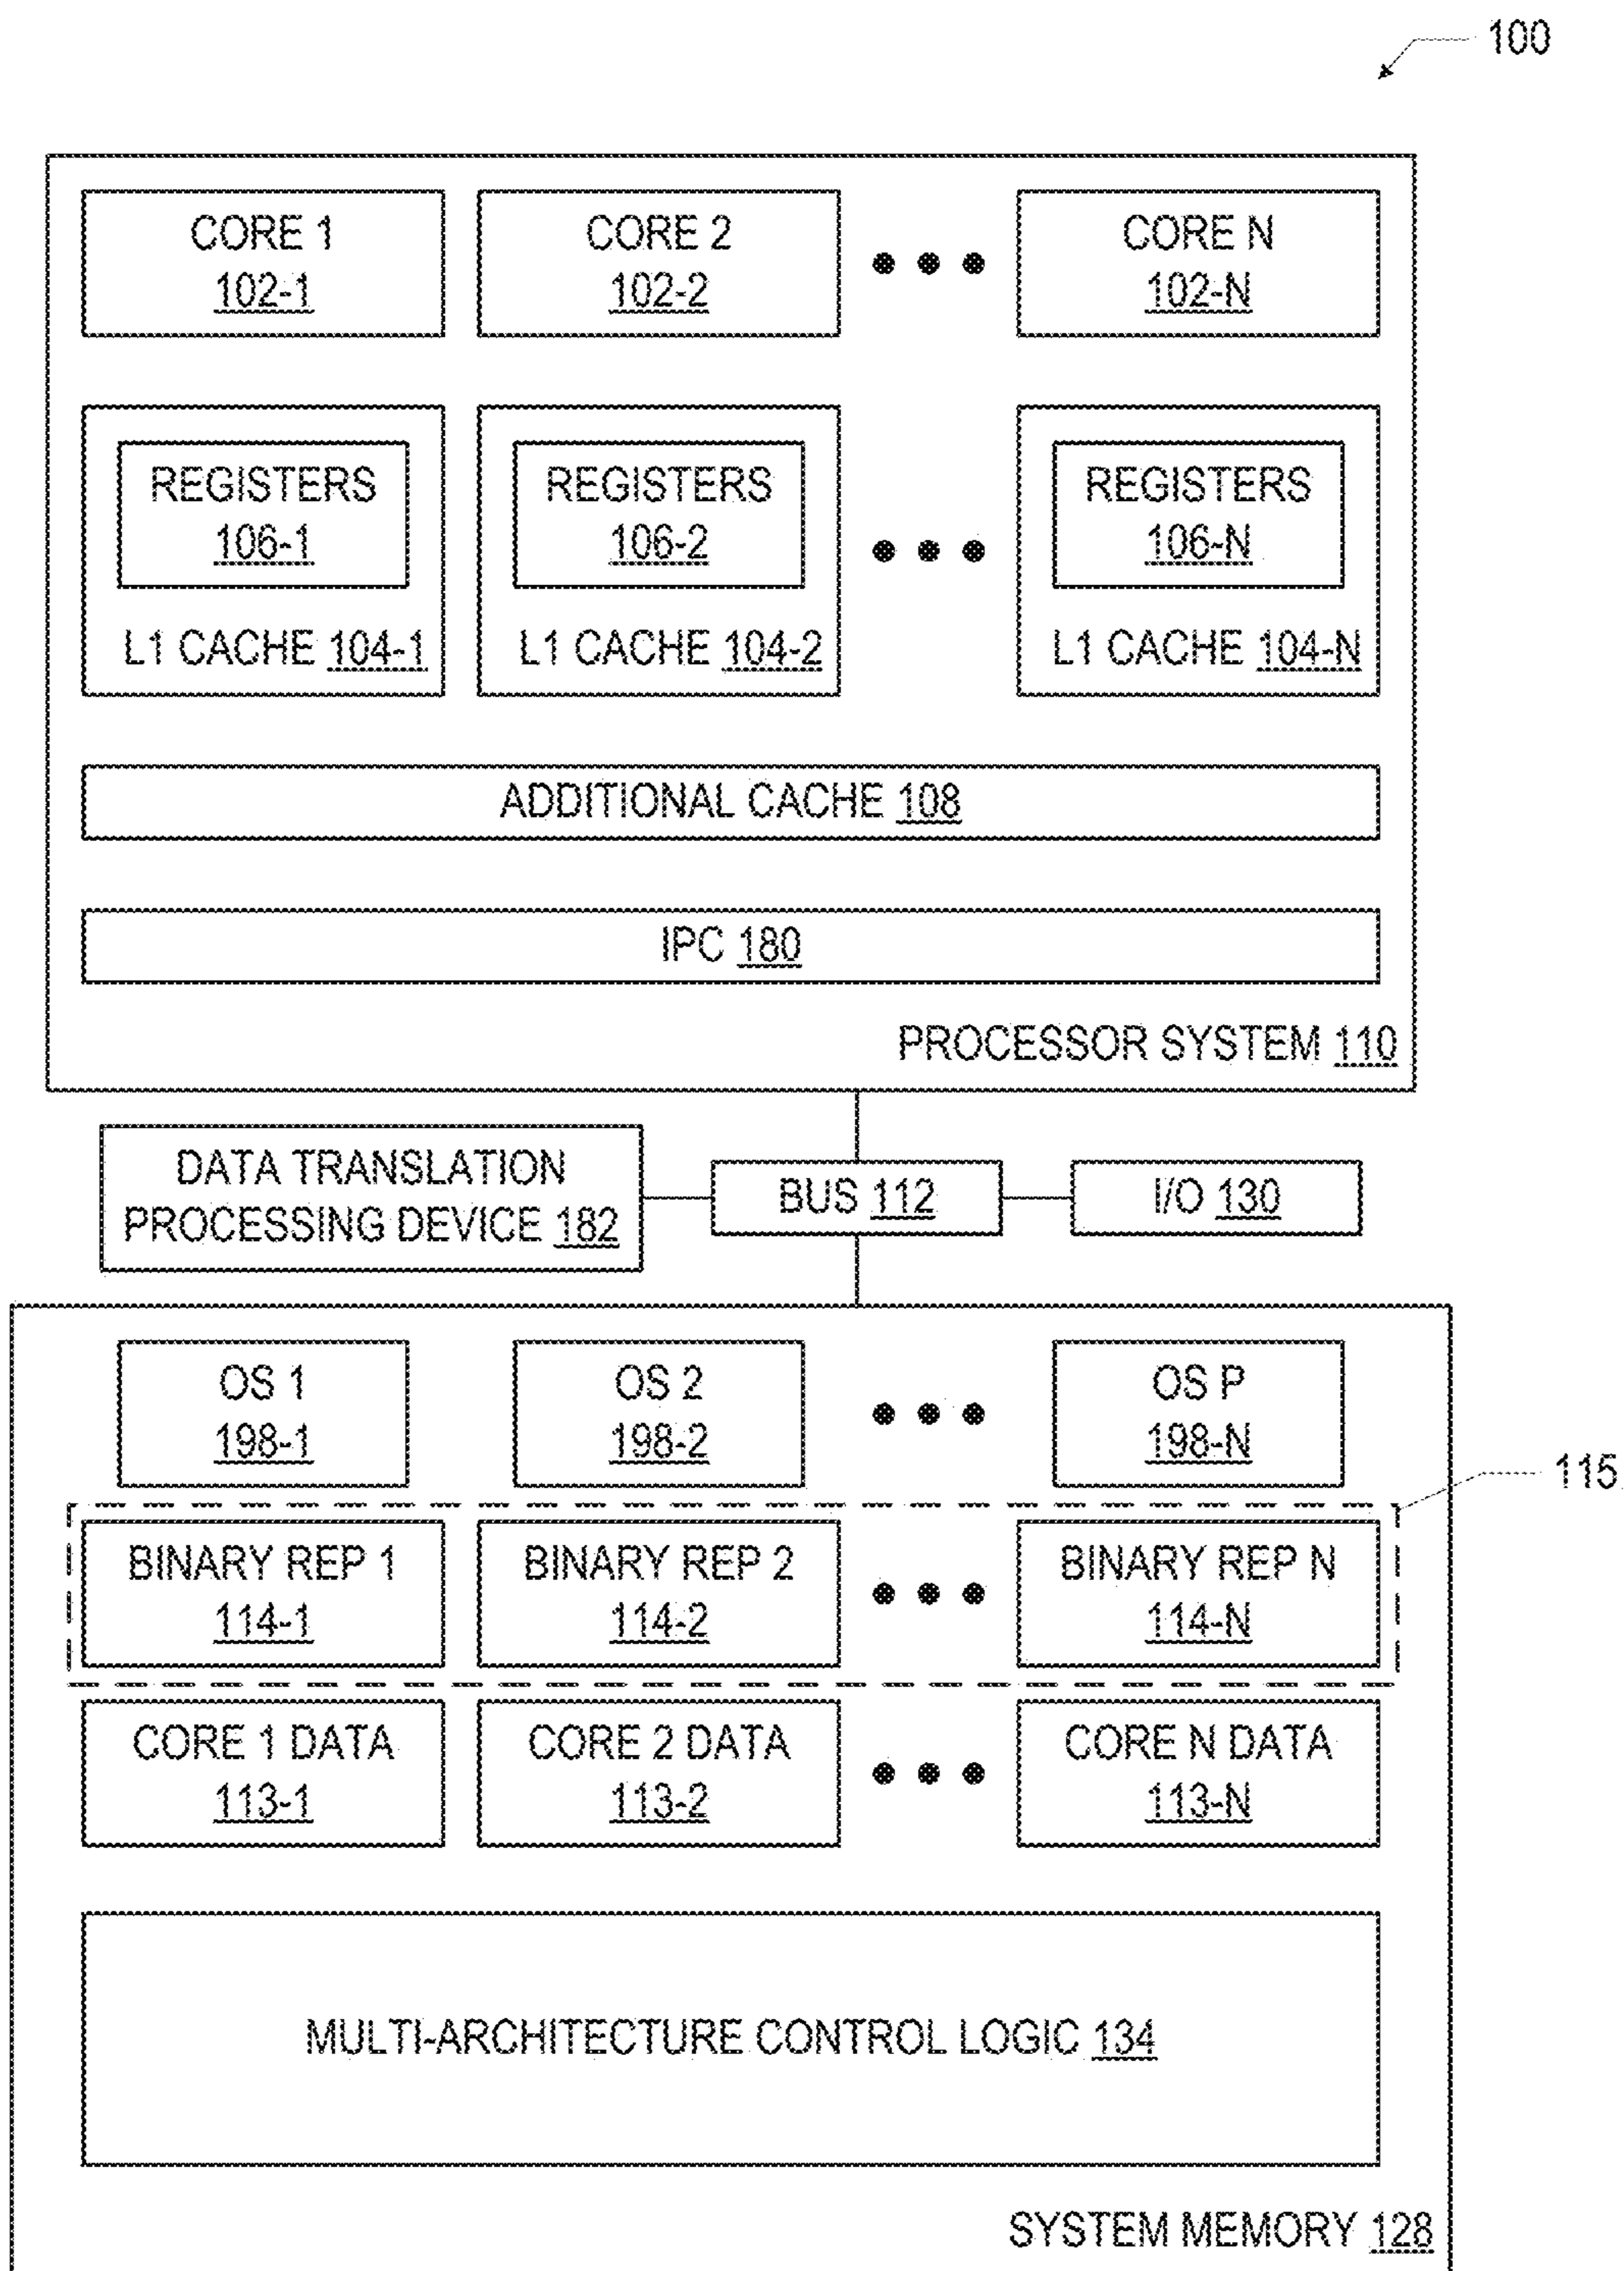 100
CORE 1
102-1
CORE 2
102-2
CORE N
102-N
REGISTERS
106-1
L1 CACHE 104-1
REGISTERS
106-2
L1 CACHE 104-2
REGISTERS
106-N
L1 CACHE 104-N
ADDITIONAL CACHE 108
IPC 180
PROCESSOR SYSTEM 110
DATA TRANSLATION
PROCESSING DEVICE 182
BUS 112
I/O 130
OS 1
198-1
OS 2
198-2
OS P
198-N
115
BINARY REP 1
114-1
BINARY REP 2
114-2
BINARY REP N
114-N
CORE 1 DATA
113-1
CORE 2 DATA
113-2
CORE N DATA
113-N
MULTI-ARCHITECTURE CONTROL LOGIC 134
SYSTEM MEMORY 128